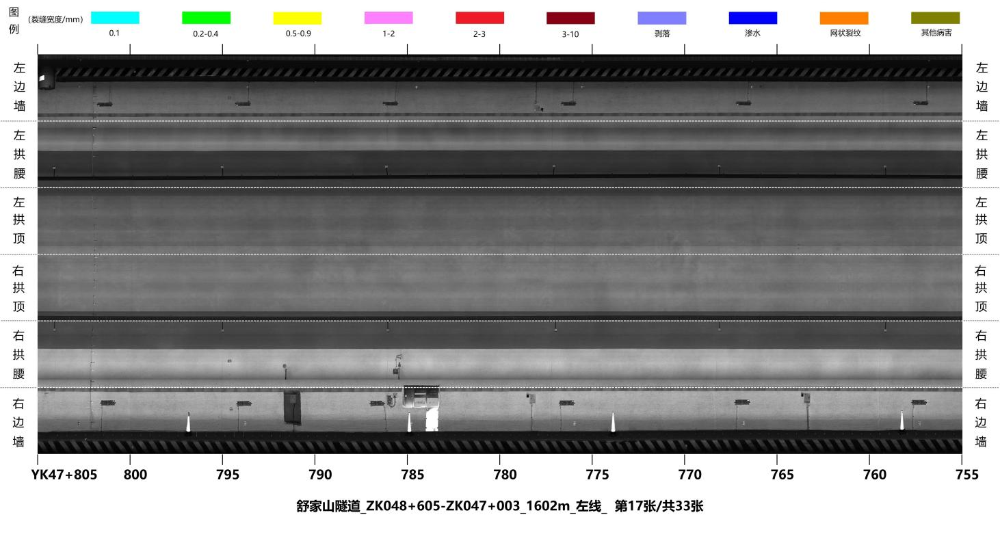 图例 (裂缝宽度/mm)
0.1 0.2-0.4 0.5-0.9 1-2 2-3 3-10 剥落 渗水 网状裂纹 其他病害
左边墙 左边墙
左拱腰 左拱腰
左拱顶 左拱顶
右拱顶 右拱顶
右拱腰 右拱腰
右边墙 右边墙
YK47+805 800 795 790 785 780 775 770 765 760 755
舒家山隧道_ZK048+605-ZK047+003_1602m_左线_ 第17张/共33张